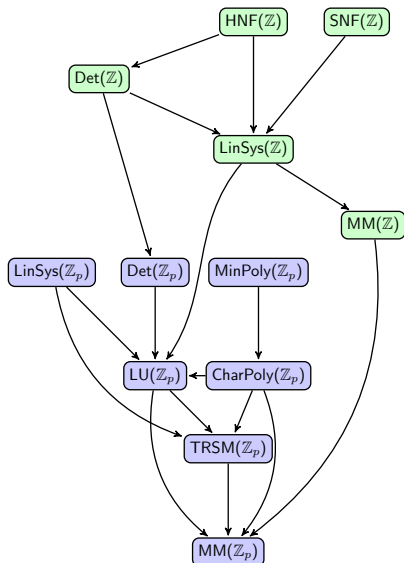 HNF(ℤ) SNF(ℤ)
Det(ℤ)
LinSys(ℤ)
MM(ℤ)
LinSys(ℤₚ) Det(ℤₚ) MinPoly(ℤₚ)
LU(ℤₚ) CharPoly(ℤₚ)
TRSM(ℤₚ)
MM(ℤₚ)